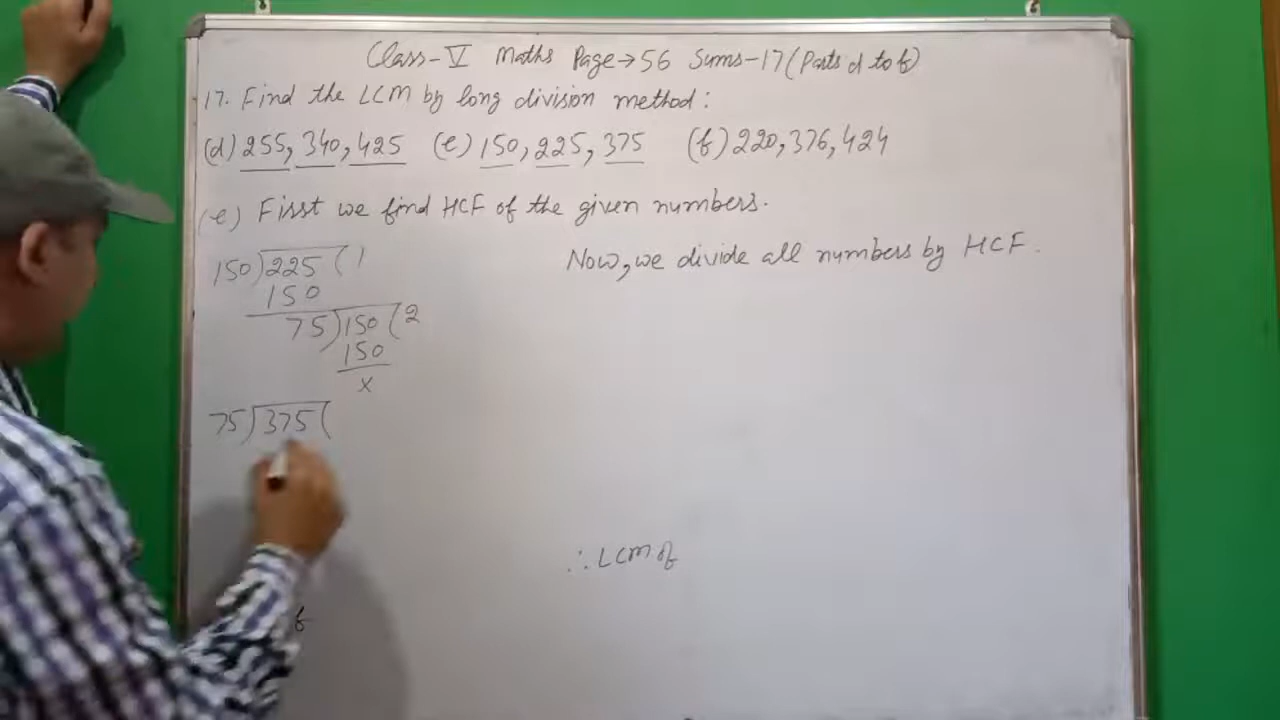 Class-V Maths Page→56 Sums-17(Parts d to f)
17. Find the LCM by long division method:
(d) 255, 340, 425 (e) 150, 225, 375 (f) 220, 376, 424
(e) First we find HCF of the given numbers.
Now, we divide all numbers by HCF.
150)225(1
150
75)150(2
150
x
75)375(
∴ LCM of